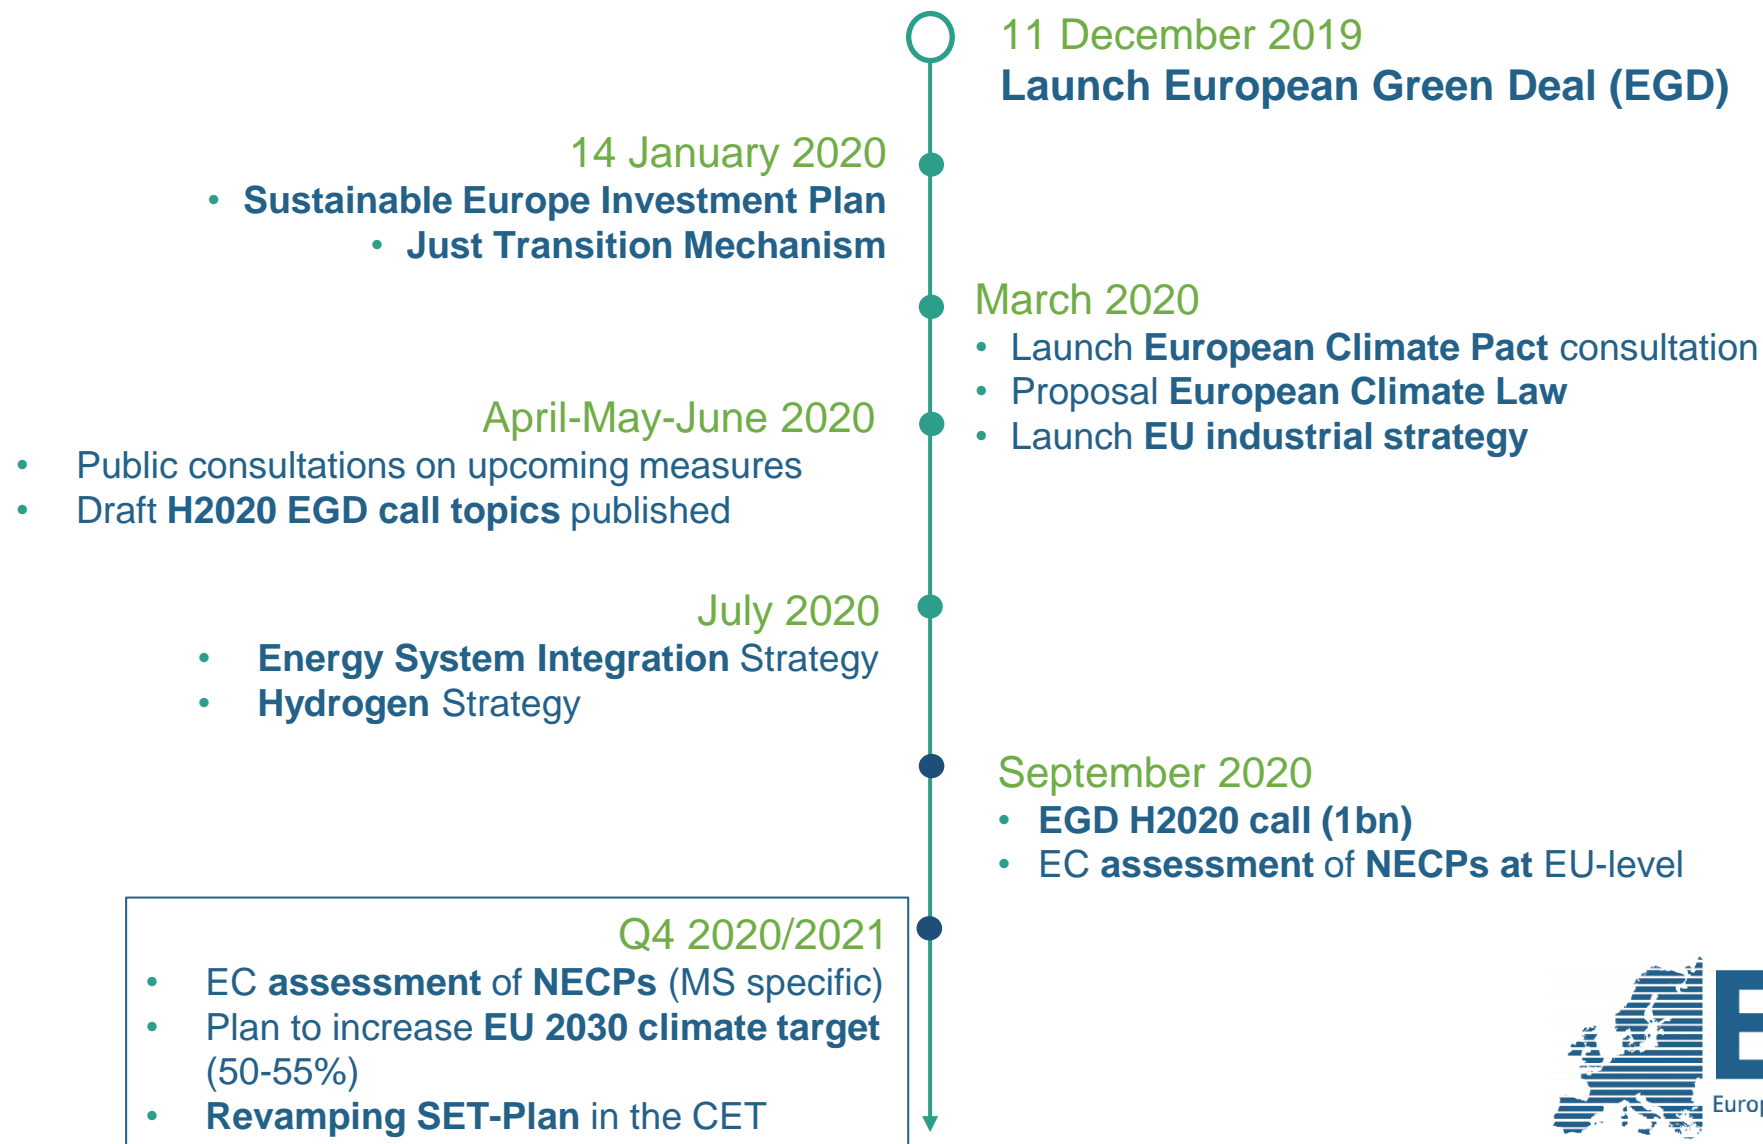 11 December 2019
Launch European Green Deal (EGD)
14 January 2020
• Sustainable Europe Investment Plan
• Just Transition Mechanism
March 2020
• Launch European Climate Pact consultation
• Proposal European Climate Law
• Launch EU industrial strategy
April-May-June 2020
• Public consultations on upcoming measures
• Draft H2020 EGD call topics published
July 2020
• Energy System Integration Strategy
• Hydrogen Strategy
September 2020
• EGD H2020 call (1bn)
• EC assessment of NECPs at EU-level
Q4 2020/2021
• EC assessment of NECPs (MS specific)
• Plan to increase EU 2030 climate target
(50-55%)
• Revamping SET-Plan in the CET
E